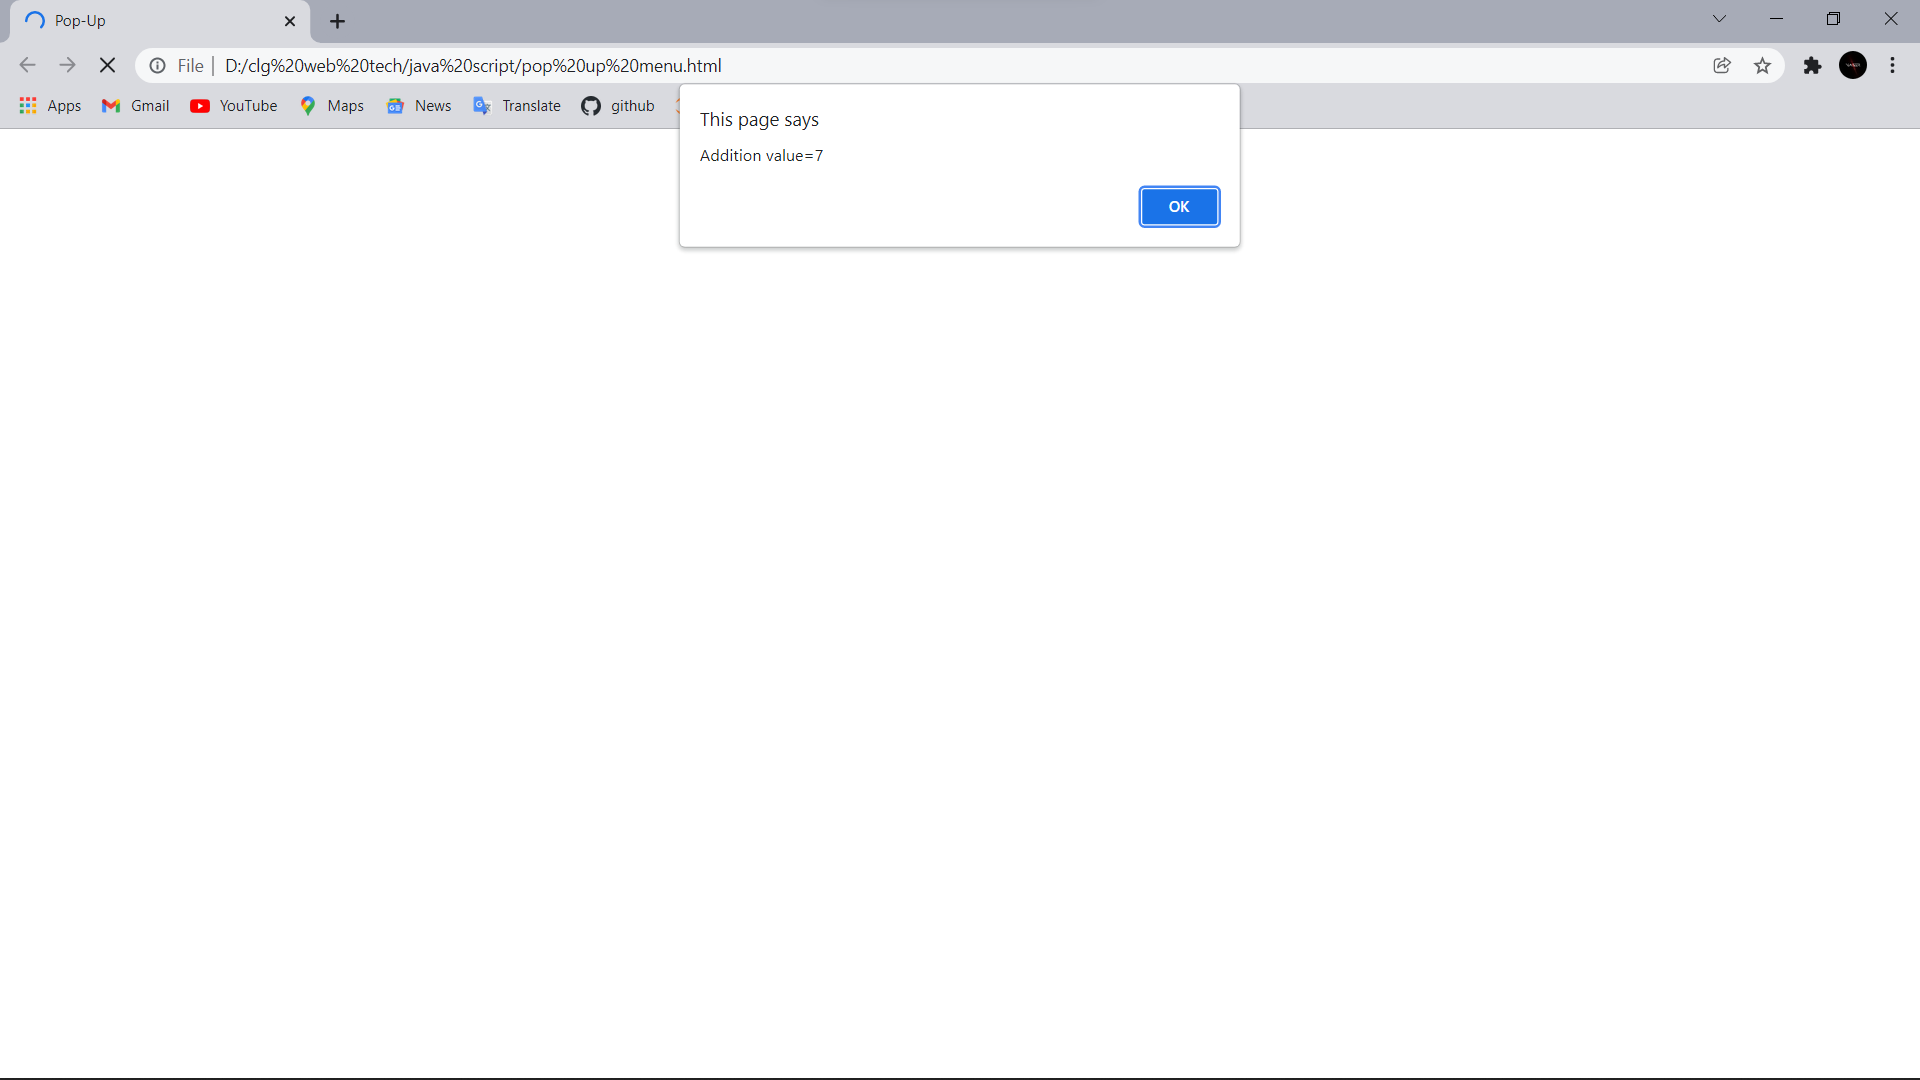 Pop-Up
File D:/clg%20web%20tech/java%20script/pop%20up%20menu.html
Apps Gmail YouTube Maps News Translate github
This page says
Addition value=7
OK